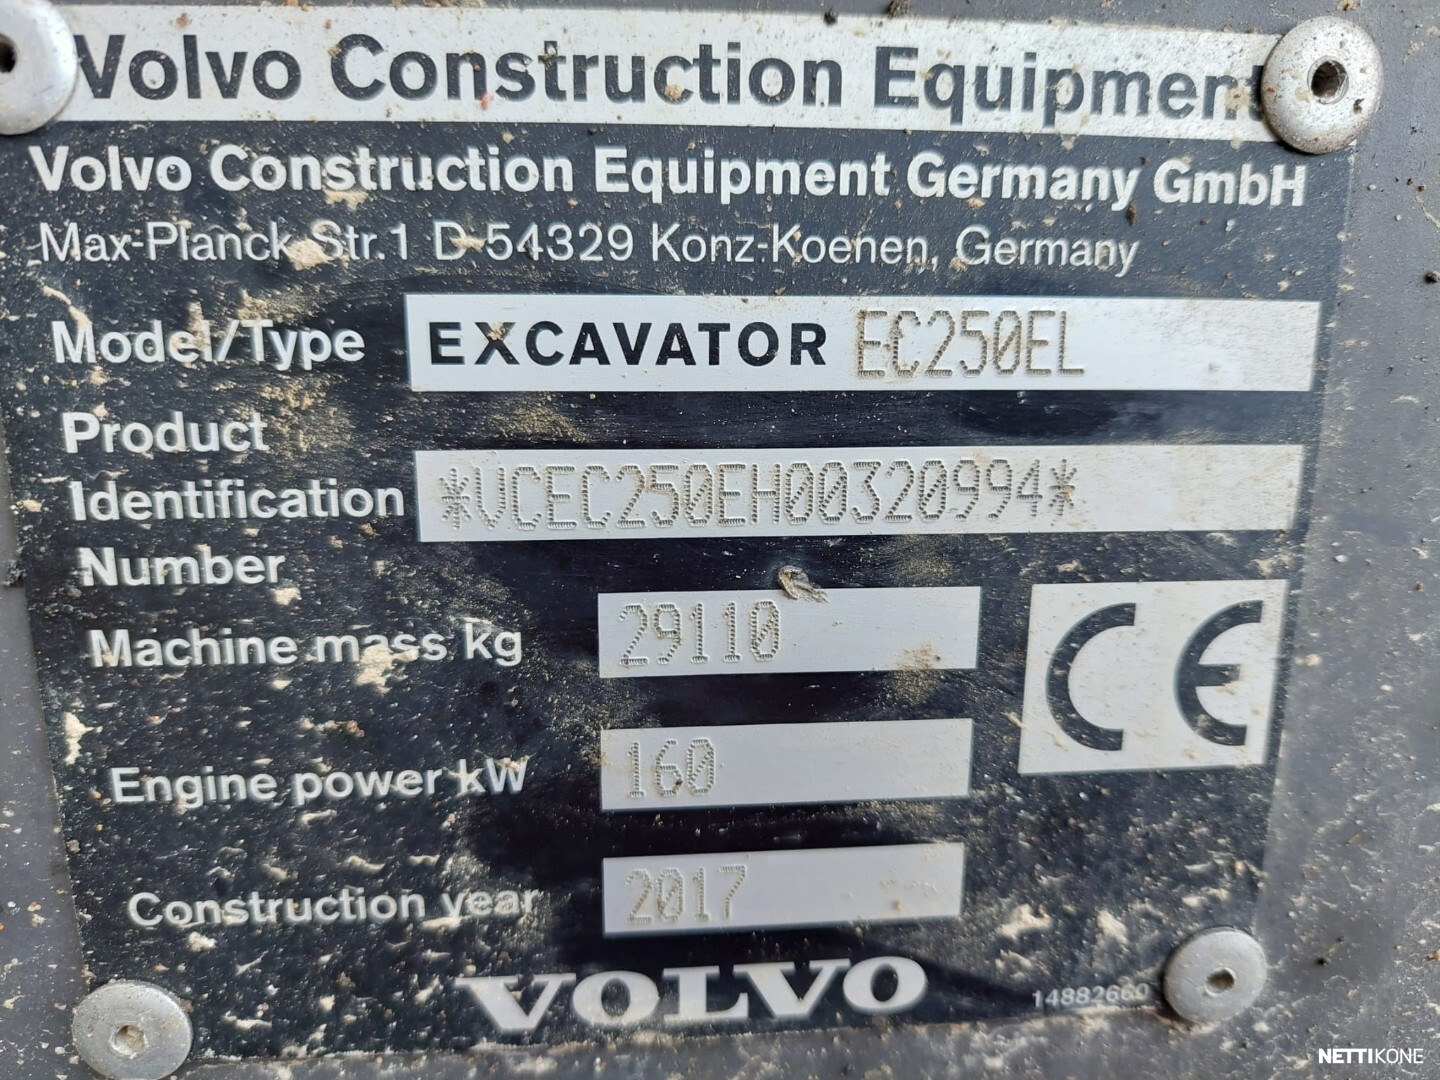 Volvo Construction Equipment
Volvo Construction Equipment Germany GmbH
Max-Planck Str.1 D-54329 Konz-Koenen, Germany
Model/Type EXCAVATOR EC250EL
Product
Identification *VCEC250EH00320994*
Number
Machine mass kg 29110
CE
Engine power kW 160
Construction year 2017
VOLVO
14882660
NETTIKONE